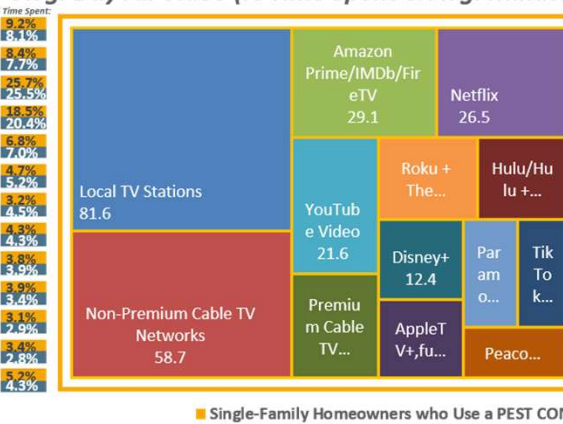 Time Spent:
9.2%
8.1%
8.4%
7.7%
25.7%
25.5%
18.5%
20.4%
6.8%
7.0%
4.7%
5.2%
3.2%
4.5%
4.3%
4.3%
3.8%
3.9%
3.9%
3.4%
3.1%
2.9%
3.4%
2.8%
5.2%
4.3%
Local TV Stations
81.6
Non-Premium Cable TV
Networks
58.7
Amazon
Prime/IMDb/Fir
eTV
29.1
Netflix
26.5
YouTub
e Video
21.6
Premiu
m Cable
TV...
Roku +
The...
Hulu/Hu
lu +...
Disney+
12.4
AppleT
V+,fu...
Par
am
o...
Tik
To
k...
Peaco...
Single-Family Homeowners who Use a PEST